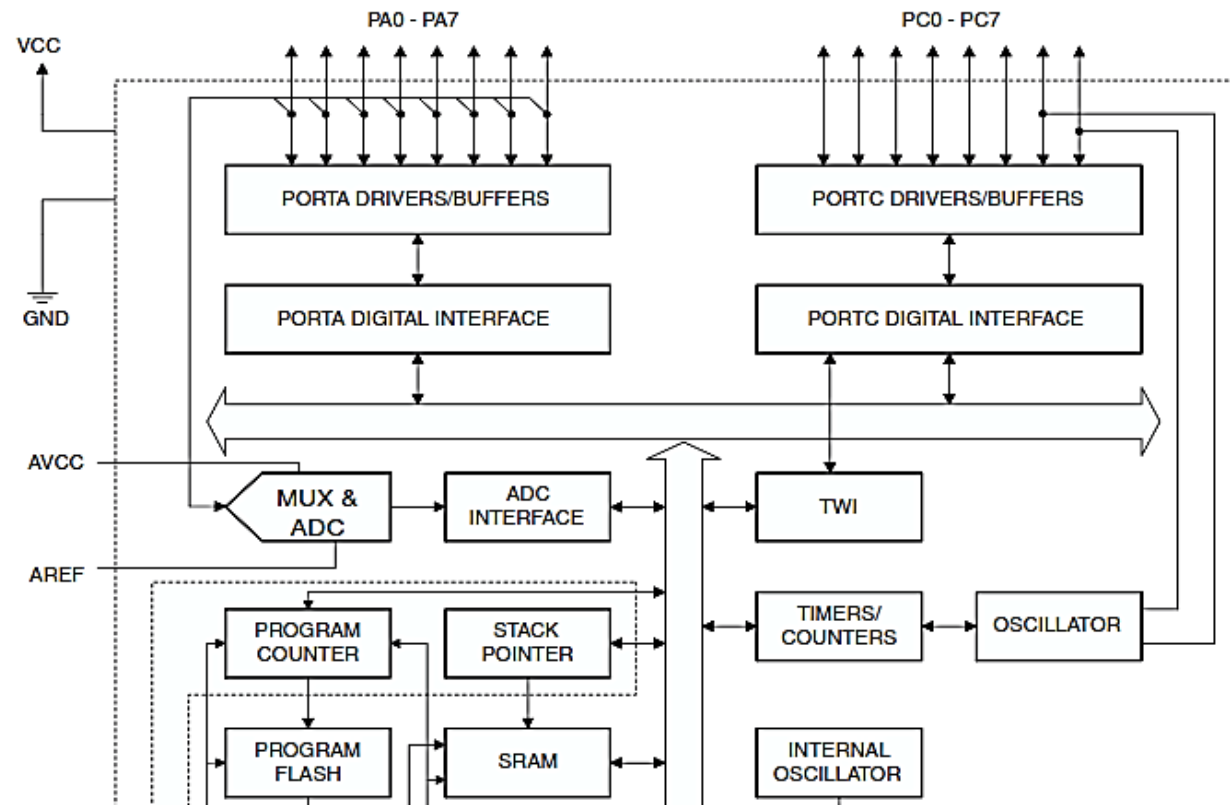 PA0 - PA7
PC0 - PC7
VCC
PORTA DRIVERS/BUFFERS
PORTC DRIVERS/BUFFERS
GND
PORTA DIGITAL INTERFACE
PORTC DIGITAL INTERFACE
AVCC
MUX &
ADC
ADC
INTERFACE
TWI
AREF
PROGRAM
COUNTER
STACK
POINTER
TIMERS/
COUNTERS
OSCILLATOR
PROGRAM
FLASH
SRAM
INTERNAL
OSCILLATOR